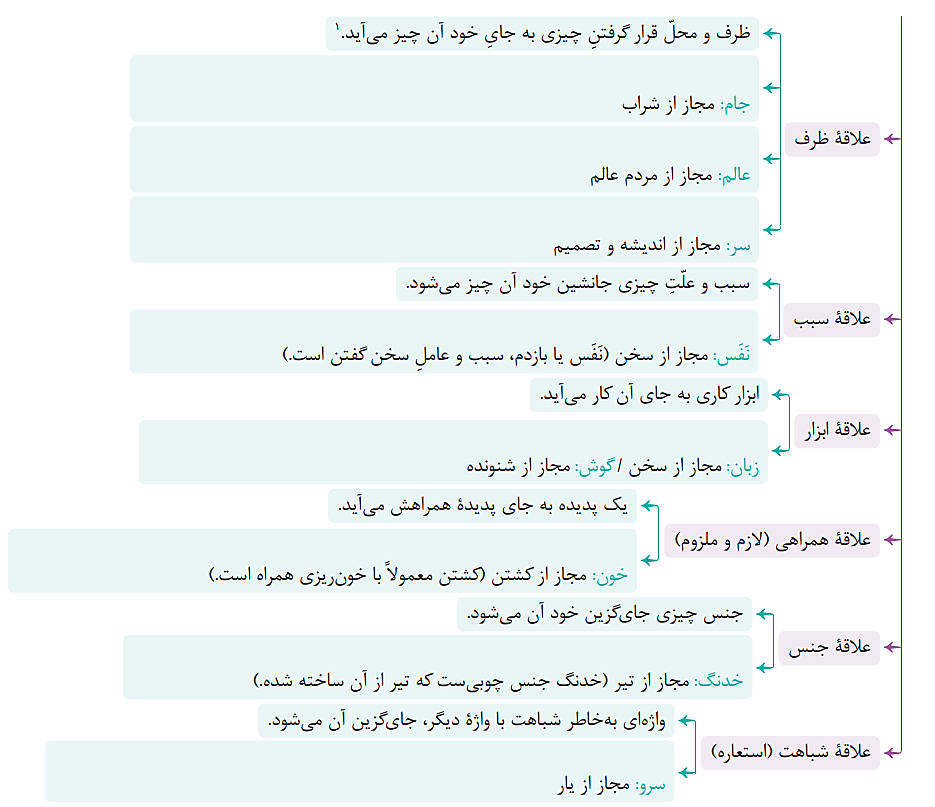 علاقهٔ ظرف
ظرف و محلّ قرار گرفتنِ چیزی به جایِ خود آن چیز می‌آید.۱
جام: مجاز از شراب
عالم: مجاز از مردم عالم
سر: مجاز از اندیشه و تصمیم
علاقهٔ سبب
سبب و علّتِ چیزی جانشین خود آن چیز می‌شود.
نَفَس: مجاز از سخن (نَفَس یا بازدم، سبب و عاملِ سخن گفتن است.)
علاقهٔ ابزار
ابزار کاری به جای آن کار می‌آید.
زبان: مجاز از سخن / گوش: مجاز از شنونده
علاقهٔ همراهی (لازم و ملزوم)
یک پدیده به جای پدیدهٔ همراهش می‌آید.
خون: مجاز از کشتن (کشتن معمولاً با خون‌ریزی همراه است.)
علاقهٔ جنس
جنس چیزی جای‌گزین خود آن می‌شود.
خدنگ: مجاز از تیر (خدنگ جنس چوبی‌ست که تیر از آن ساخته شده.)
علاقهٔ شباهت (استعاره)
واژه‌ای به‌خاطر شباهت با واژهٔ دیگر، جای‌گزین آن می‌شود.
سرو: مجاز از یار